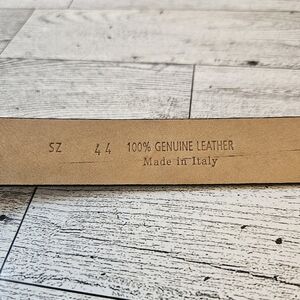 SZ 44 100% GENUINE LEATHER
Made in Italy